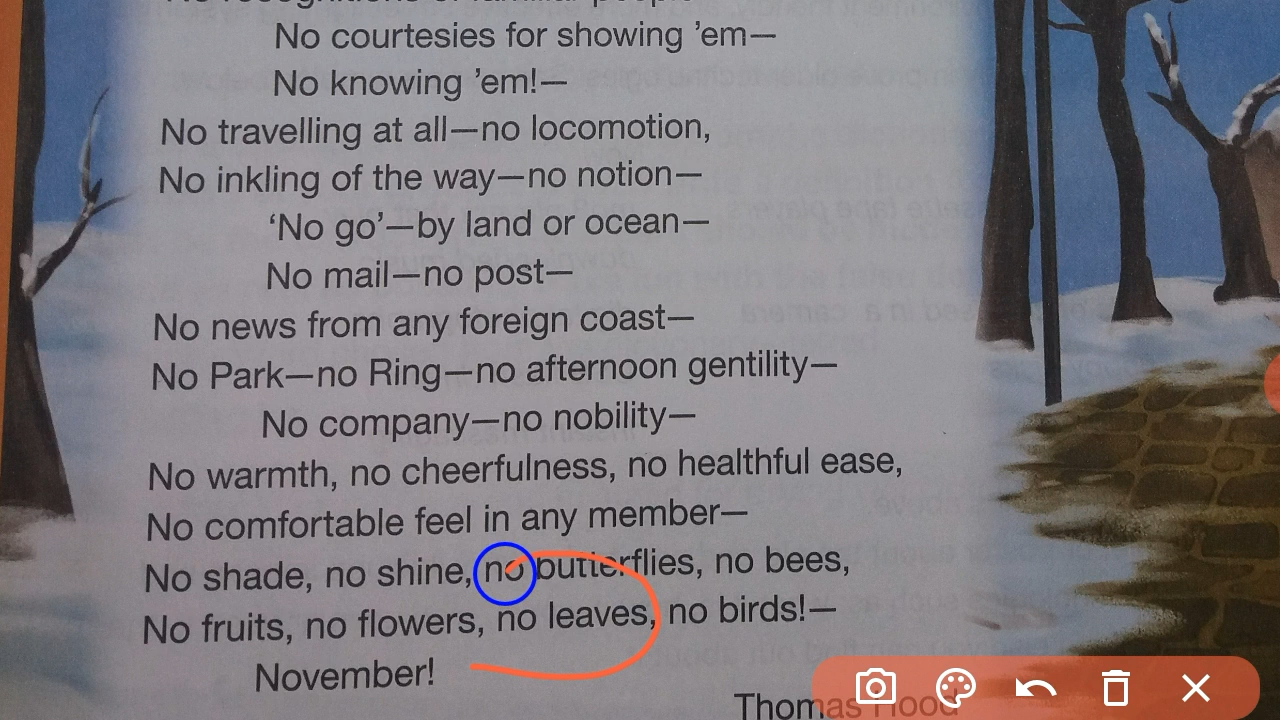 No courtesies for showing ’em—
No knowing ’em!—
No travelling at all—no locomotion,
No inkling of the way—no notion—
‘No go’—by land or ocean—
No mail—no post—
No news from any foreign coast—
No Park—no Ring—no afternoon gentility—
No company—no nobility—
No warmth, no cheerfulness, no healthful ease,
No comfortable feel in any member—
No shade, no shine, no butterflies, no bees,
No fruits, no flowers, no leaves, no birds!—
November!
Thomas Hood